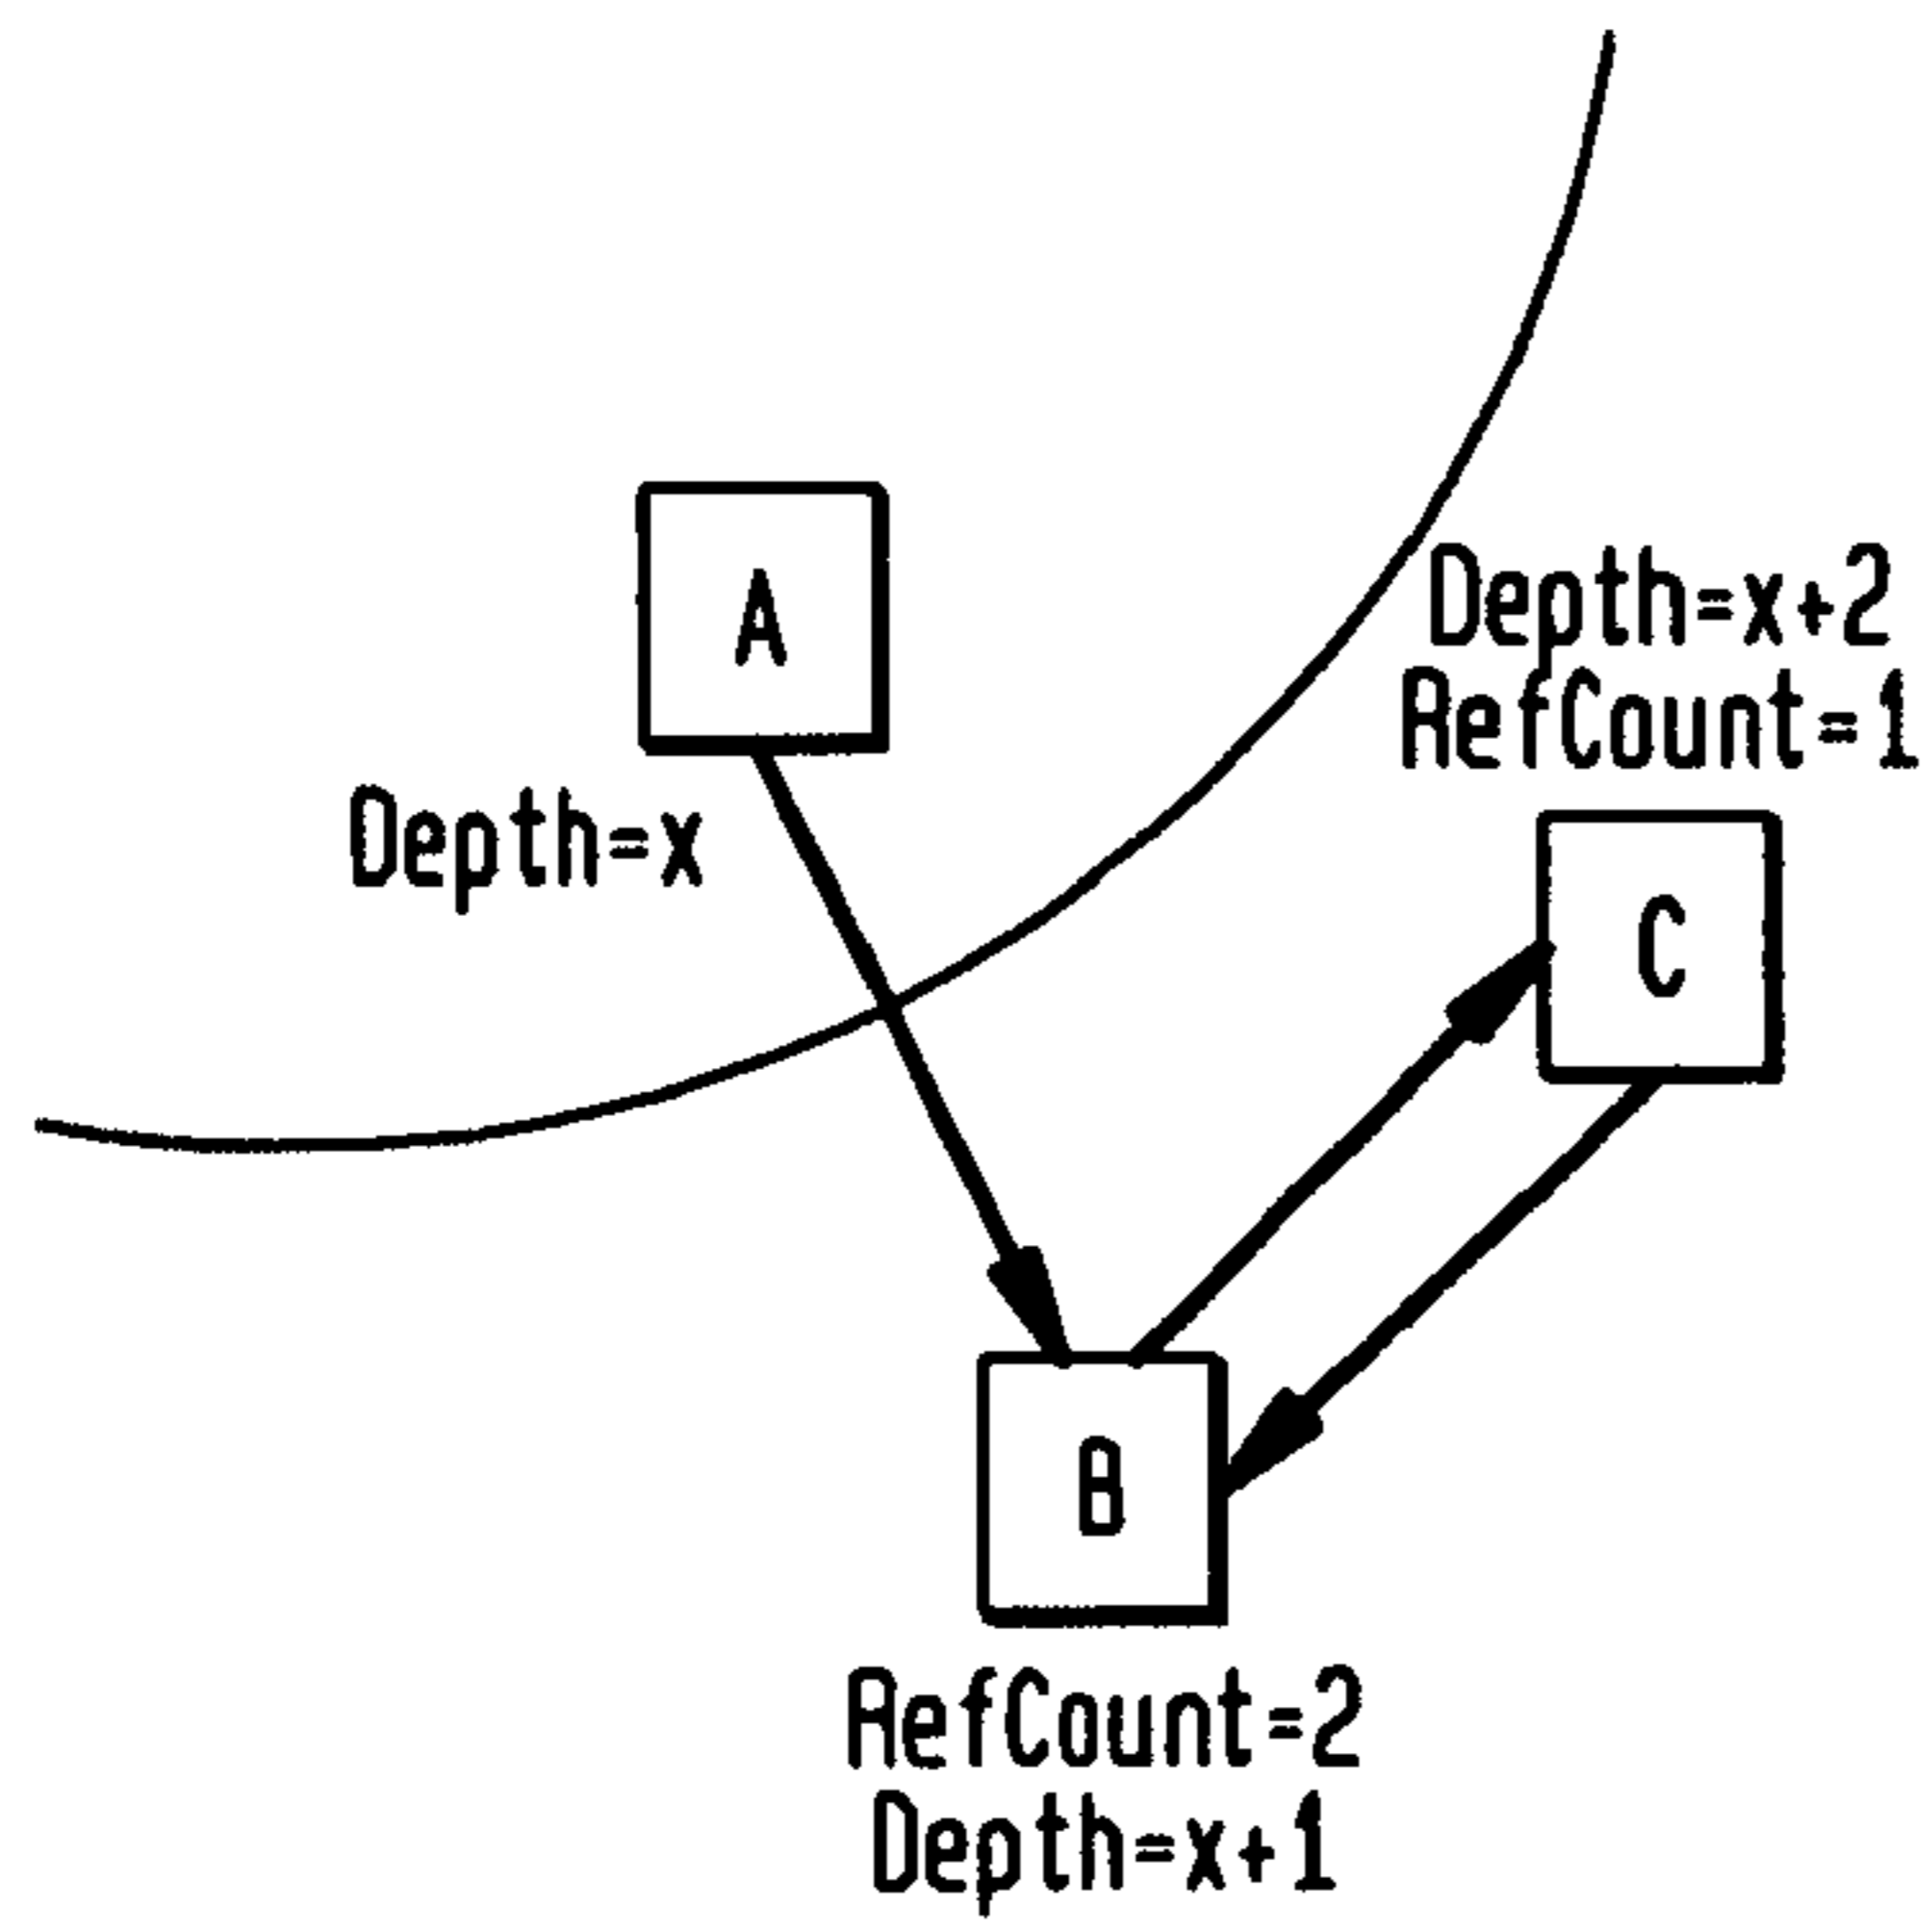 A
Depth=x+2
RefCount=1
Depth=x
C
B
RefCount=2
Depth=x+1